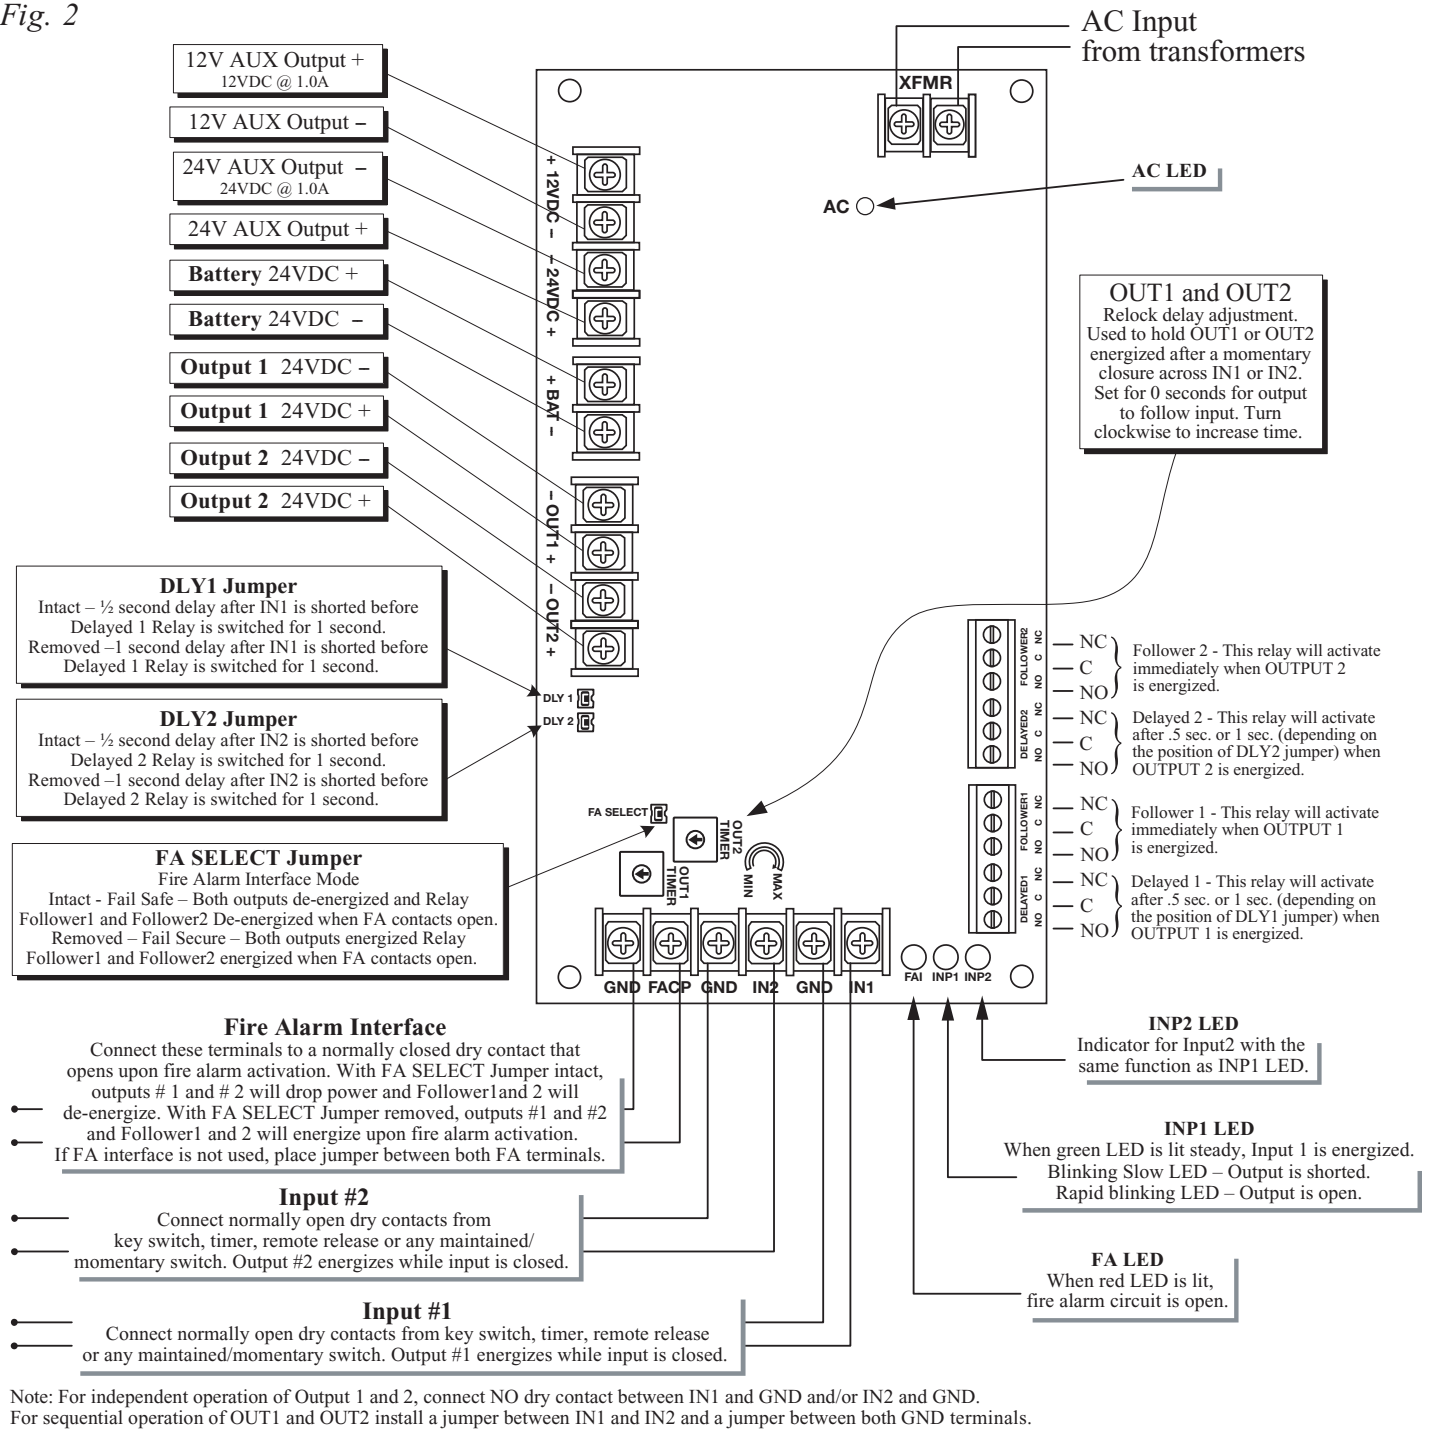 Fig. 2
AC Input
from transformers
12V AUX Output +
12VDC @ 1.0A
12V AUX Output –
24V AUX Output –
24VDC @ 1.0A
24V AUX Output +
Battery 24VDC +
Battery 24VDC –
Output 1 24VDC –
Output 1 24VDC +
Output 2 24VDC –
Output 2 24VDC +
XFMR
AC
AC LED
+ 12VDC –
– 24VDC +
+ BAT –
– OUT1 +
– OUT2 +
OUT1 and OUT2
Relock delay adjustment.
Used to hold OUT1 or OUT2
energized after a momentary
closure across IN1 or IN2.
Set for 0 seconds for output
to follow input. Turn
clockwise to increase time.
DLY1 Jumper
Intact – ½ second delay after IN1 is shorted before
Delayed 1 Relay is switched for 1 second.
Removed –1 second delay after IN1 is shorted before
Delayed 1 Relay is switched for 1 second.
DLY 1
DLY 2
DLY2 Jumper
Intact – ½ second delay after IN2 is shorted before
Delayed 2 Relay is switched for 1 second.
Removed –1 second delay after IN2 is shorted before
Delayed 2 Relay is switched for 1 second.
FA SELECT
FA SELECT Jumper
Fire Alarm Interface Mode
Intact - Fail Safe – Both outputs de-energized and Relay
Follower1 and Follower2 De-energized when FA contacts open.
Removed – Fail Secure – Both outputs energized Relay
Follower1 and Follower2 energized when FA contacts open.
OUT2
TIMER
OUT1
TIMER
MIN
MAX
FOLLOWER2
NO C NC
DELAYED2
NO C NC
FOLLOWER1
NO C NC
DELAYED1
NO C NC
NC
C
NO
Follower 2 - This relay will activate
immediately when OUTPUT 2
is energized.
NC
C
NO
Delayed 2 - This relay will activate
after .5 sec. or 1 sec. (depending on
the position of DLY2 jumper) when
OUTPUT 2 is energized.
NC
C
NO
Follower 1 - This relay will activate
immediately when OUTPUT 1
is energized.
NC
C
NO
Delayed 1 - This relay will activate
after .5 sec. or 1 sec. (depending on
the position of DLY1 jumper) when
OUTPUT 1 is energized.
GND FACP GND IN2 GND IN1
FAI INP1 INP2
Fire Alarm Interface
Connect these terminals to a normally closed dry contact that
opens upon fire alarm activation. With FA SELECT Jumper intact,
outputs # 1 and # 2 will drop power and Follower1and 2 will
de-energize. With FA SELECT Jumper removed, outputs #1 and #2
and Follower1 and 2 will energize upon fire alarm activation.
If FA interface is not used, place jumper between both FA terminals.
Input #2
Connect normally open dry contacts from
key switch, timer, remote release or any maintained/
momentary switch. Output #2 energizes while input is closed.
Input #1
Connect normally open dry contacts from key switch, timer, remote release
or any maintained/momentary switch. Output #1 energizes while input is closed.
INP2 LED
Indicator for Input2 with the
same function as INP1 LED.
INP1 LED
When green LED is lit steady, Input 1 is energized.
Blinking Slow LED – Output is shorted.
Rapid blinking LED – Output is open.
FA LED
When red LED is lit,
fire alarm circuit is open.
Note: For independent operation of Output 1 and 2, connect NO dry contact between IN1 and GND and/or IN2 and GND.
For sequential operation of OUT1 and OUT2 install a jumper between IN1 and IN2 and a jumper between both GND terminals.